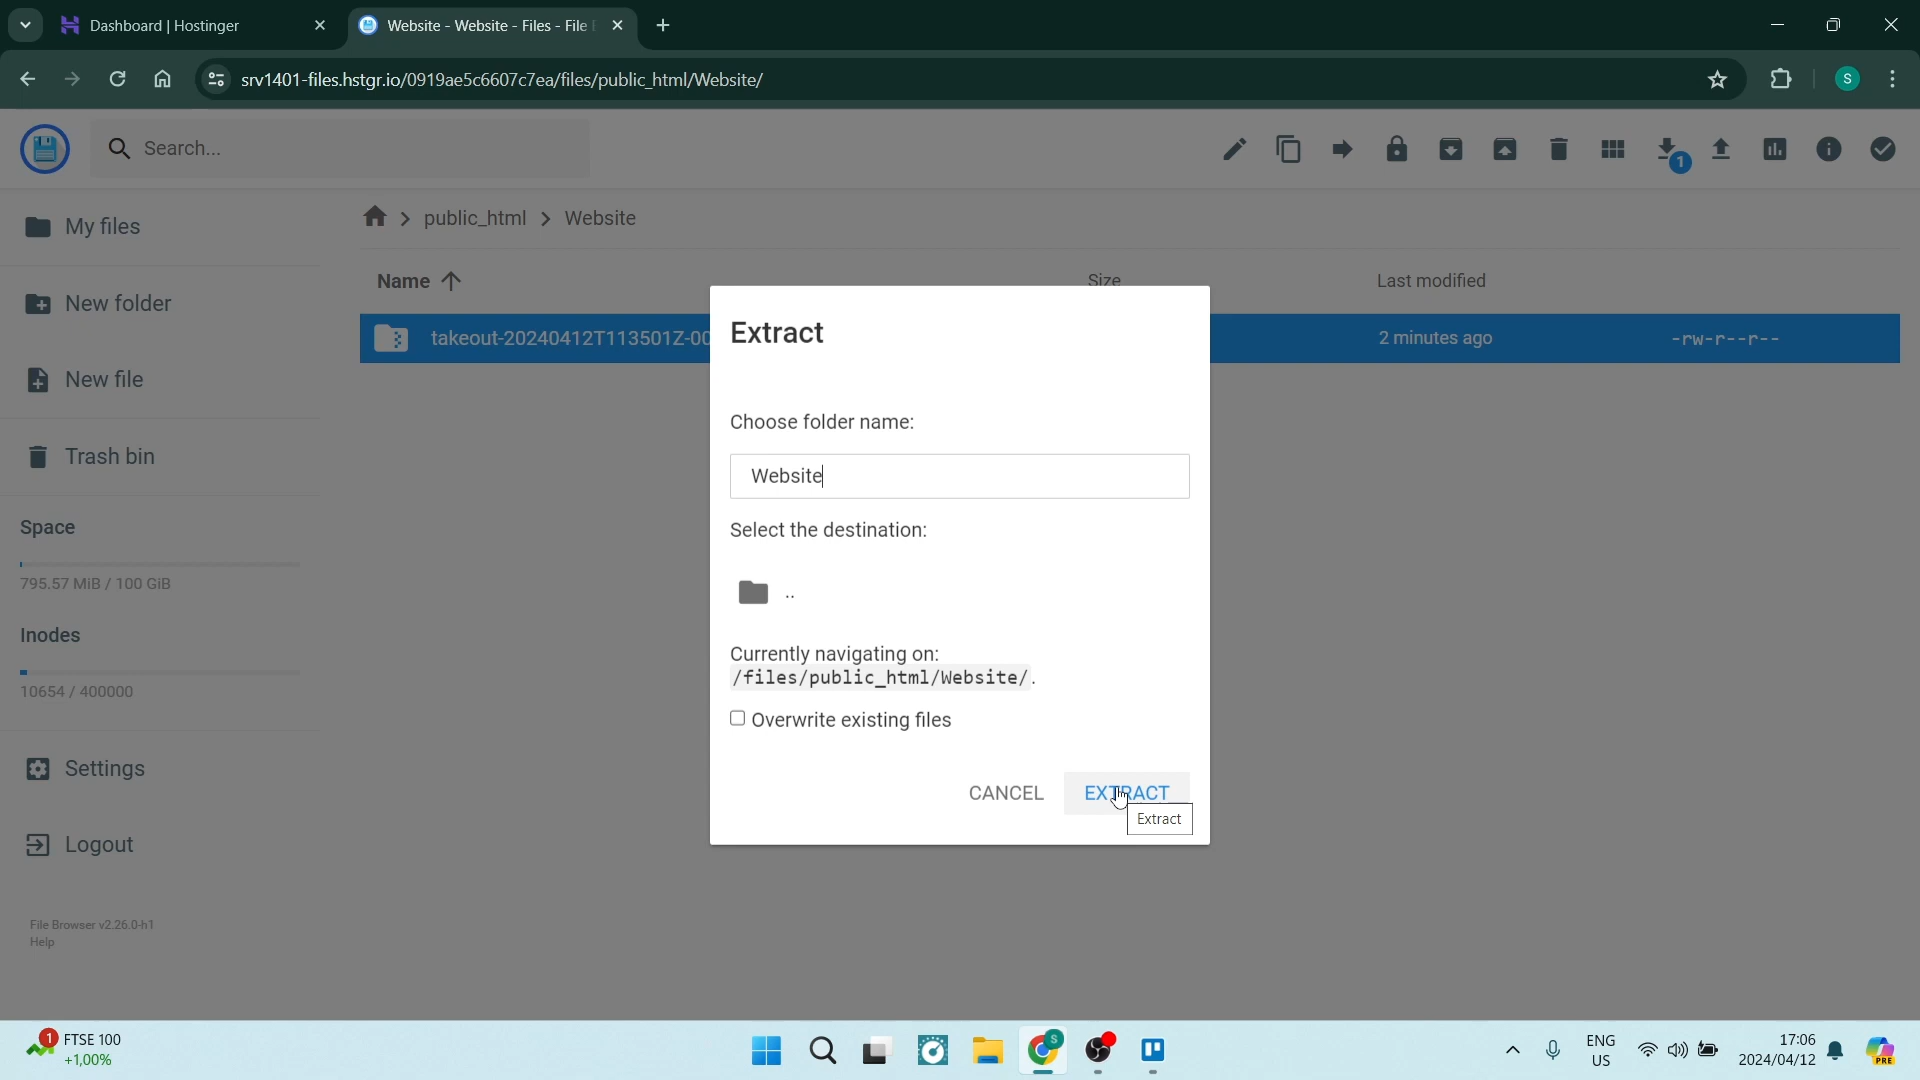 Dashboard | Hostinger
Website - Website - Files - File
srv1401-files.hstgr.io/0919ae5c6607c7ea/files/public_html/Website/
S
Search...
1
My files
public_html
Website
New folder
Name
Size
Last modified
takeout-20240412T113501Z-00
2 minutes ago
-rw-r--r--
New file
Trash bin
Space
795.57 MiB / 100 GiB
Inodes
10654 / 400000
Settings
Logout
File Browser v2.26.0-h1
Help
Extract
Choose folder name:
Website
Select the destination:
..
Currently navigating on:
/files/public_html/Website/.
Overwrite existing files
CANCEL
EXTRACT
Extract
1
FTSE 100
+1,00%
S
ENG
US
17:06
2024/04/12
PRE